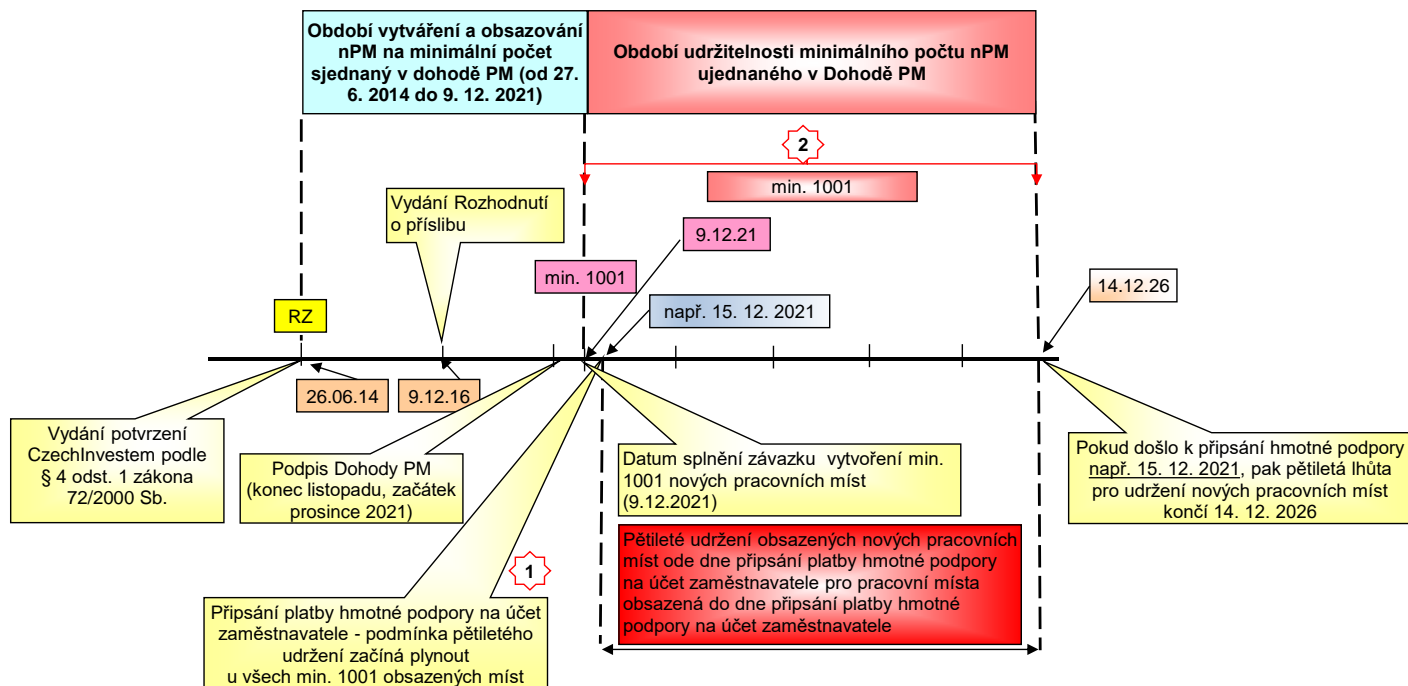 Období vytváření a obsazování
nPM na minimální počet
sjednaný v dohodě PM (od 27.
6. 2014 do 9. 12. 2021)
Období udržitelnosti minimálního počtu nPM
ujednaného v Dohodě PM
2
min. 1001
Vydání Rozhodnutí
o příslibu
9.12.21
min. 1001
14.12.26
RZ
např. 15. 12. 2021
26.06.14
9.12.16
Vydání potvrzení
CzechInvestem podle
§ 4 odst. 1 zákona
72/2000 Sb.
Podpis Dohody PM
(konec listopadu, začátek
prosince 2021)
Datum splnění závazku  vytvoření min.
1001 nových pracovních míst
(9.12.2021)
Pokud došlo k připsání hmotné podpory
např. 15. 12. 2021, pak pětiletá lhůta
pro udržení nových pracovních míst
končí 14. 12. 2026
Pětileté udržení obsazených nových pracovních
míst ode dne připsání platby hmotné podpory
na účet zaměstnavatele pro pracovní místa
obsazená do dne připsání platby hmotné
podpory na účet zaměstnavatele
1
Připsání platby hmotné podpory na účet
zaměstnavatele - podmínka pětiletého
udržení začíná plynout
u všech min. 1001 obsazených míst